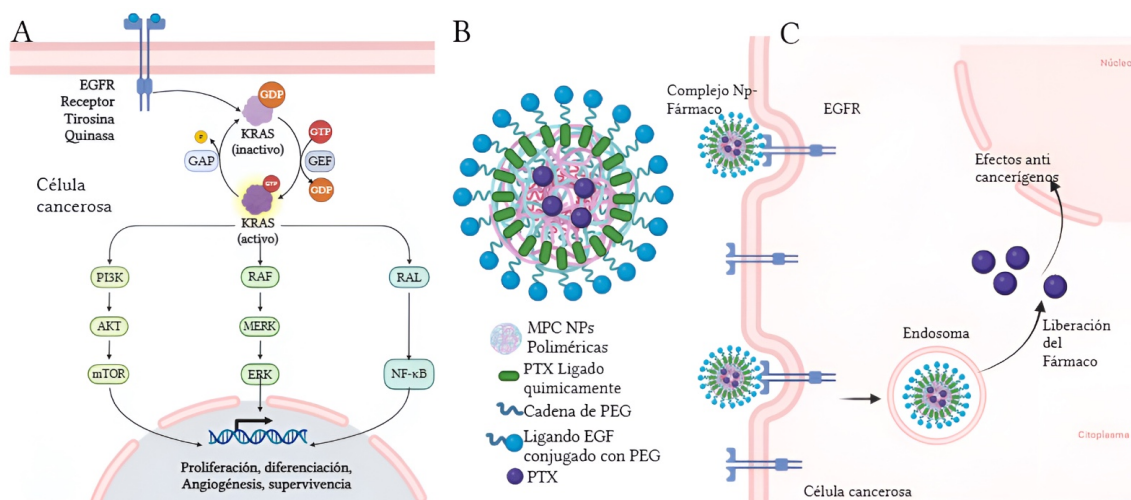 A
EGFR
Receptor
Tirosina
Quinasa
GDP
KRAS
(inactivo)
P
GTP
GAP
GEF
GDP
GTP
Célula
cancerosa
KRAS
(activo)
PI3K
RAF
RAL
AKT
MERK
mTOR
ERK
NF-κB
Proliferación, diferenciación,
Angiogénesis, supervivencia
B
MPC NPs
Poliméricas
PTX Ligado
quimicamente
Cadena de PEG
Ligando EGF
conjugado con PEG
PTX
C
Núcleo
Complejo Np-
Fármaco
EGFR
Efectos anti
cancerígenos
Endosoma
Liberación
del
Fármaco
Citoplasma
Célula cancerosa